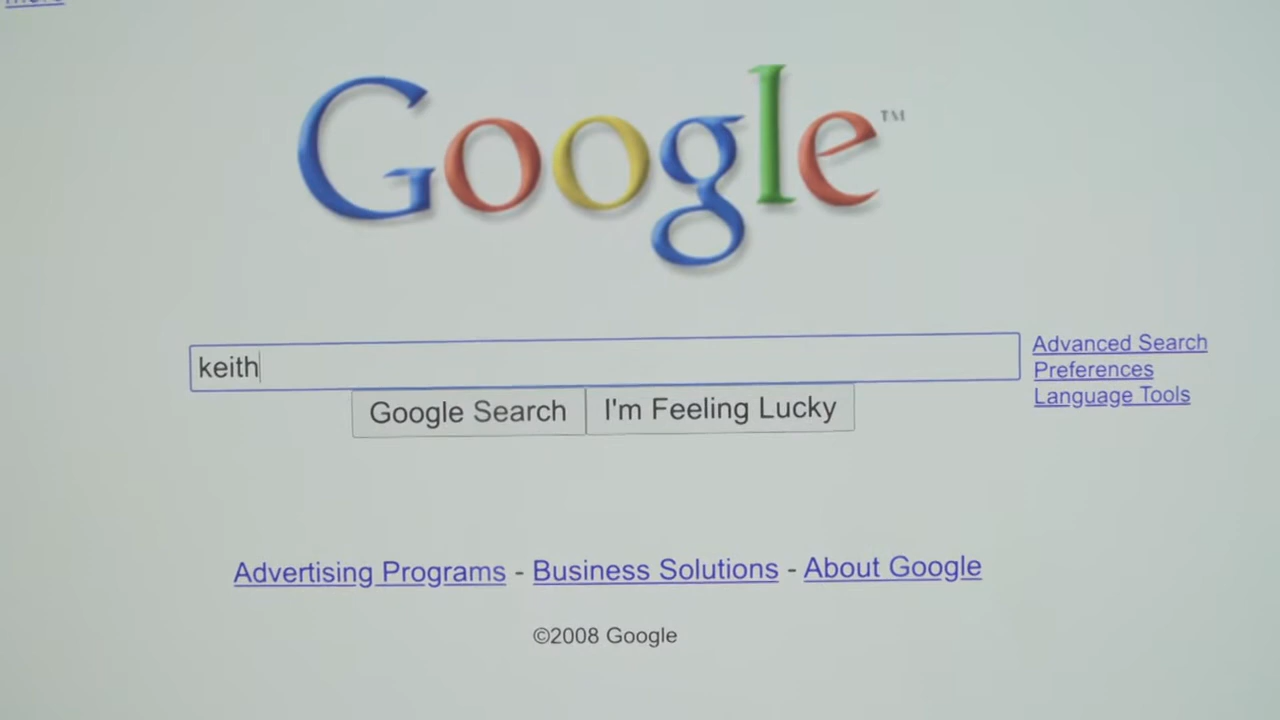 Google™
keith
Advanced Search
Preferences
Language Tools
Google Search
I'm Feeling Lucky
Advertising Programs - Business Solutions - About Google
©2008 Google